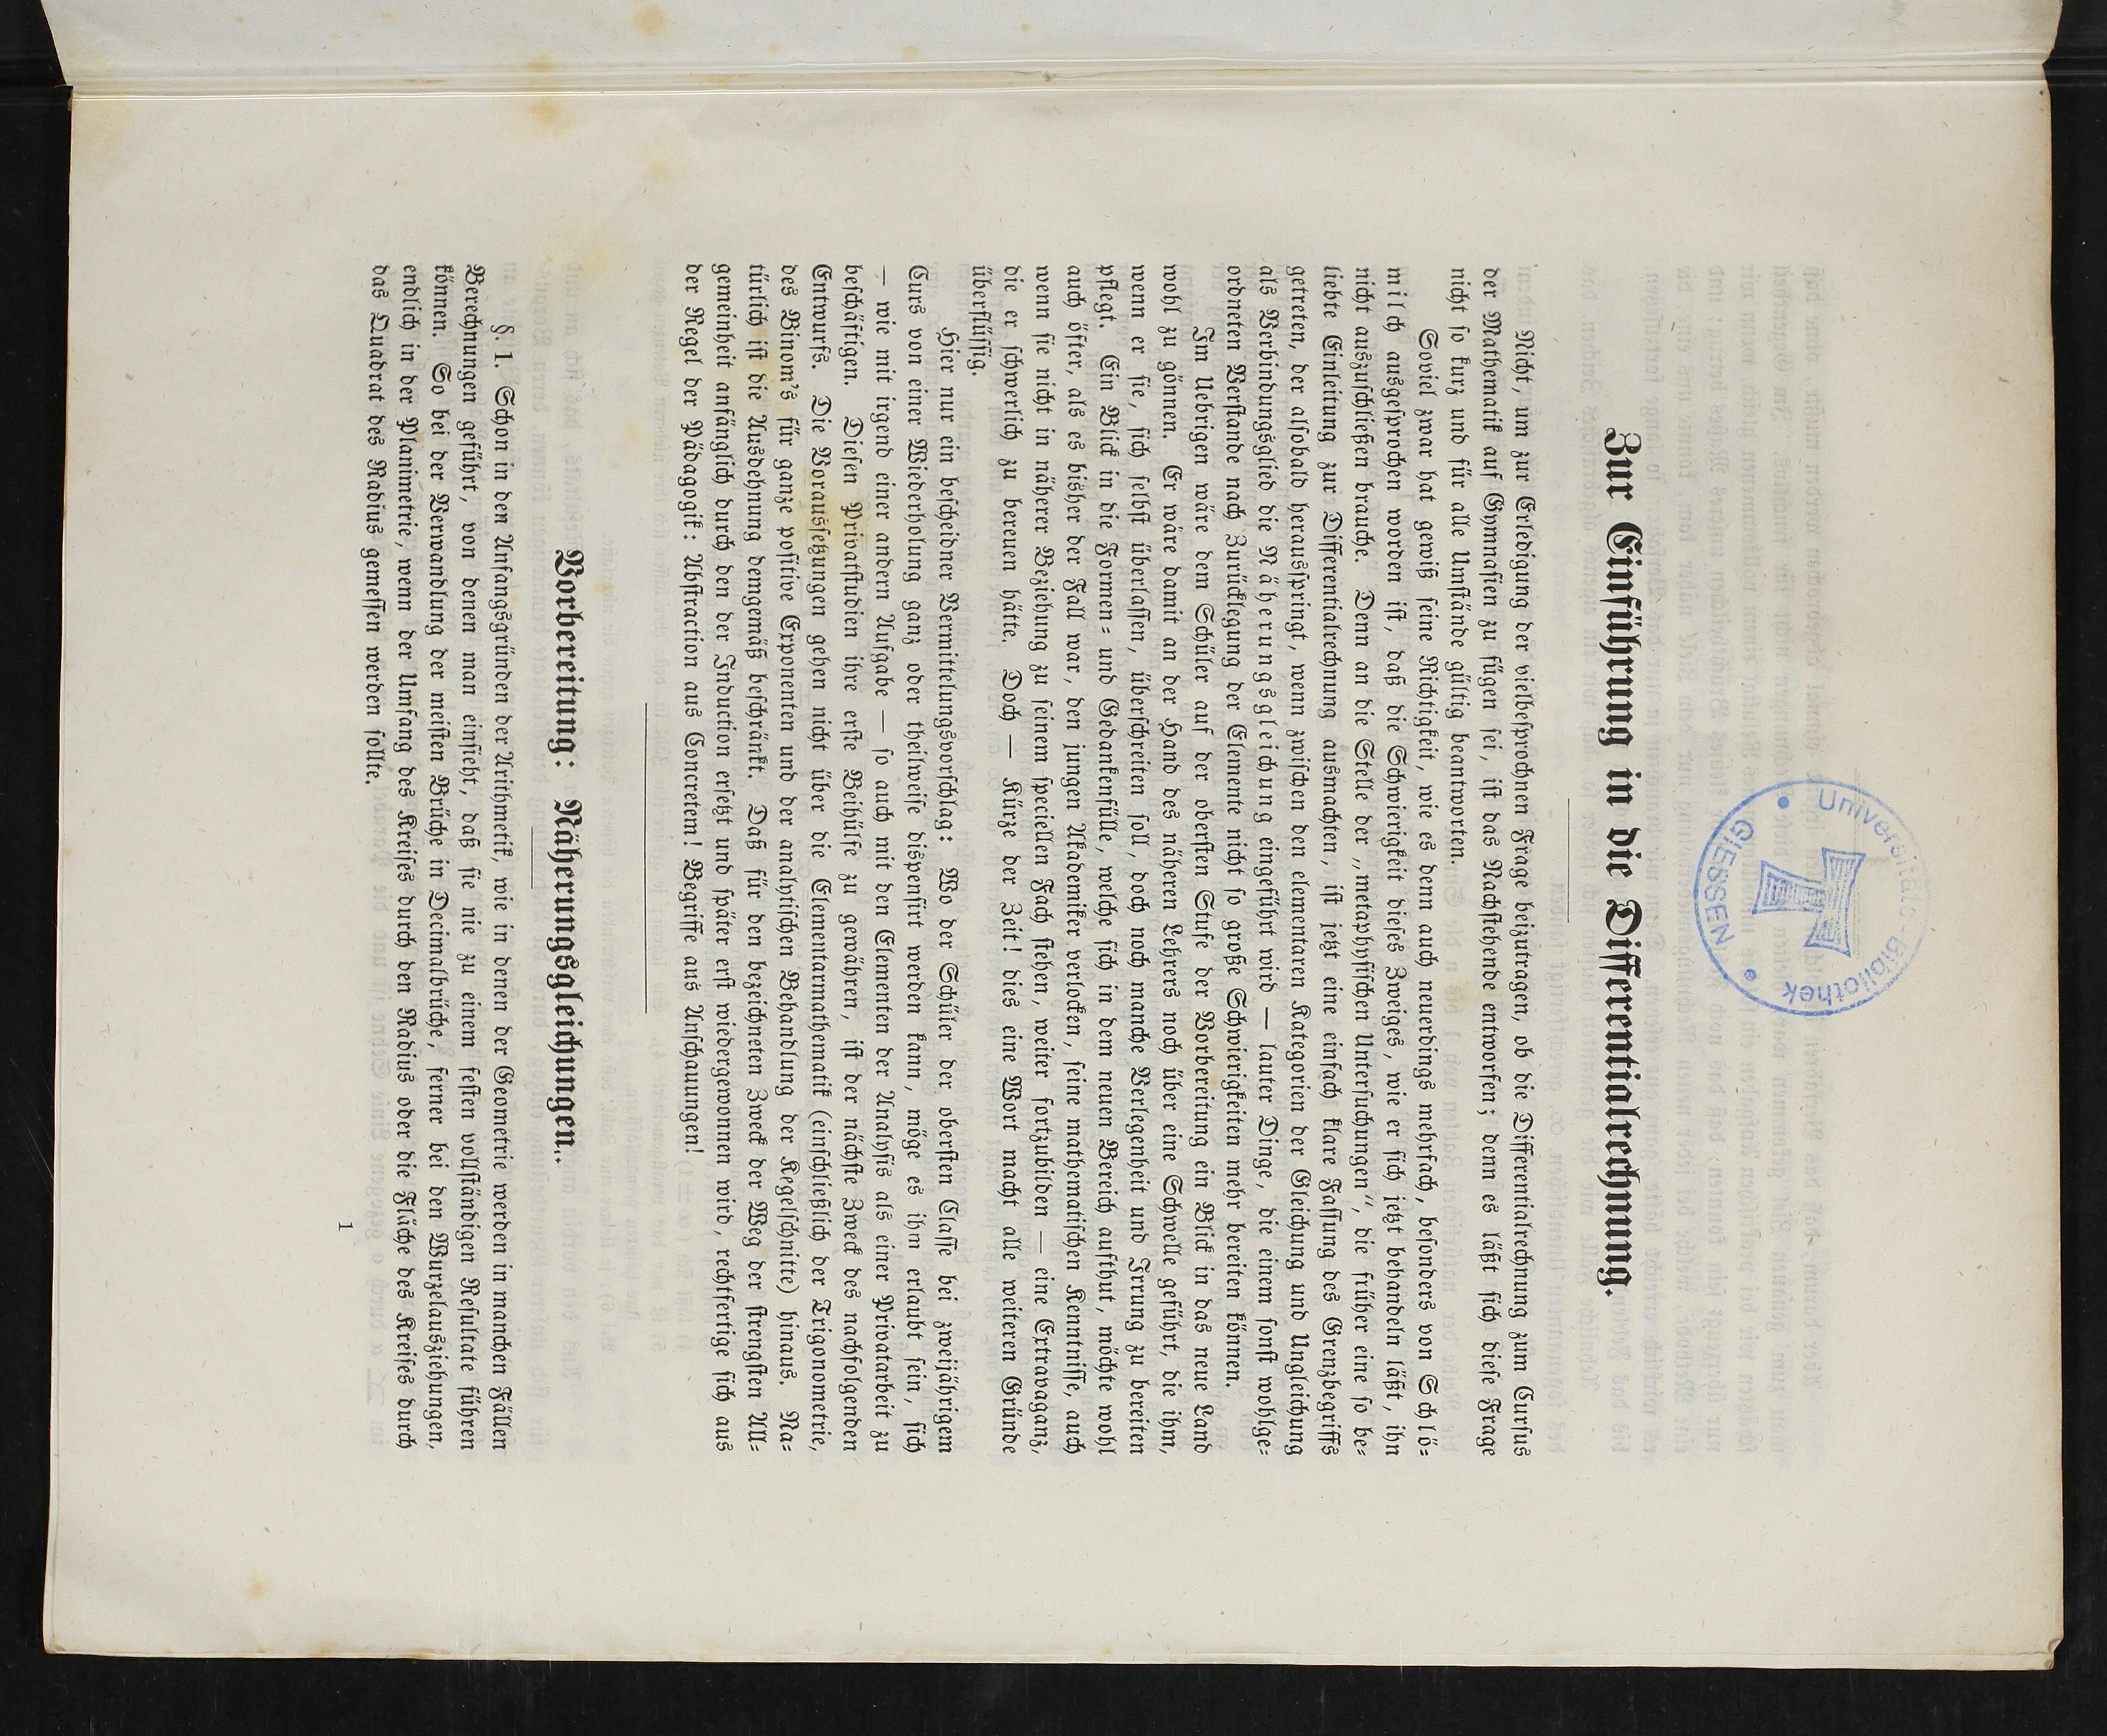 Universitäts-Bibliothek
GIESSEN
Zur Einführung in die Differentialrechnung.
Nicht, um zur Erledigung der vielbesprochnen Frage beizutragen, ob die Differentialrechnung zum Cursus
der Mathematik auf Gymnasien zu fügen sei, ist das Nachstehende entworfen; denn es läßt sich diese Frage
nicht so kurz und für alle Umstände gültig beantworten.
Soviel zwar hat gewiß seine Richtigkeit, wie es denn auch neuerdings mehrfach, besonders von Schlö-
milch ausgesprochen worden ist, daß die Schwierigkeit dieses Zweiges, wie er sich jetzt behandeln läßt, ihn
nicht auszuschließen brauche. Denn an die Stelle der „metaphysischen Untersuchungen“, die früher eine so be-
liebte Einleitung zur Differentialrechnung ausmachten, ist jetzt eine einfach klare Fassung des Grenzbegriffs
getreten, der alsobald herausspringt, wenn zwischen den elementaren Kategorien der Gleichung und Ungleichung
als Verbindungsglied die Näherungsgleichung eingeführt wird — lauter Dinge, die einem sonst wohlge-
ordneten Verstande nach Zurücklegung der Elemente nicht so große Schwierigkeiten mehr bereiten können.
Im Uebrigen wäre dem Schüler auf der obersten Stufe der Vorbereitung ein Blick in das neue Land
wohl zu gönnen. Er wäre damit an der Hand des näheren Lehrers noch über eine Schwelle geführt, die ihm,
wenn er sie, sich selbst überlassen, überschreiten soll, doch noch manche Verlegenheit und Irrung zu bereiten
pflegt. Ein Blick in die Formen- und Gedankenfülle, welche sich in dem neuen Bereich aufthut, möchte wohl
auch öfter, als es bisher der Fall war, den jungen Akademiker verlocken, seine mathematischen Kenntnisse, auch
wenn sie nicht in näherer Beziehung zu seinem speciellen Fach stehen, weiter fortzubilden — eine Extravaganz,
die er schwerlich zu bereuen hätte. Doch — Kürze der Zeit! dies eine Wort macht alle weiteren Gründe
überflüssig.
Hier nur ein bescheidner Vermittelungsvorschlag: Wo der Schüler der obersten Classe bei zweijährigem
Curs von einer Wiederholung ganz oder theilweise dispensirt werden kann, möge es ihm erlaubt sein, sich
— wie mit irgend einer andern Aufgabe — so auch mit den Elementen der Analysis als einer Privatarbeit zu
beschäftigen. Diesen Privatstudien ihre erste Beihülfe zu gewähren, ist der nächste Zweck des nachfolgenden
Entwurfs. Die Voraussetzungen gehen nicht über die Elementarmathematik (einschließlich der Trigonometrie,
des Binom's für ganze positive Exponenten und der analytischen Behandlung der Kegelschnitte) hinaus. Na-
türlich ist die Ausdehnung demgemäß beschränkt. Daß für den bezeichneten Zweck der Weg der strengsten All-
gemeinheit anfänglich durch den der Induction ersetzt und später erst wiedergewonnen wird, rechtfertige sich aus
der Regel der Pädagogik: Abstraction aus Concretem! Begriffe aus Anschauungen!
Vorbereitung: Näherungsgleichungen.
§. 1. Schon in den Anfangsgründen der Arithmetik, wie in denen der Geometrie werden in manchen Fällen
Berechnungen geführt, von denen man einsieht, daß sie nie zu einem festen vollständigen Resultate führen
können. So bei der Verwandlung der meisten Brüche in Decimalbrüche, ferner bei den Wurzelausziehungen,
endlich in der Planimetrie, wenn der Umfang des Kreises durch den Radius oder die Fläche des Kreises durch
das Quadrat des Radius gemessen werden sollte.
1